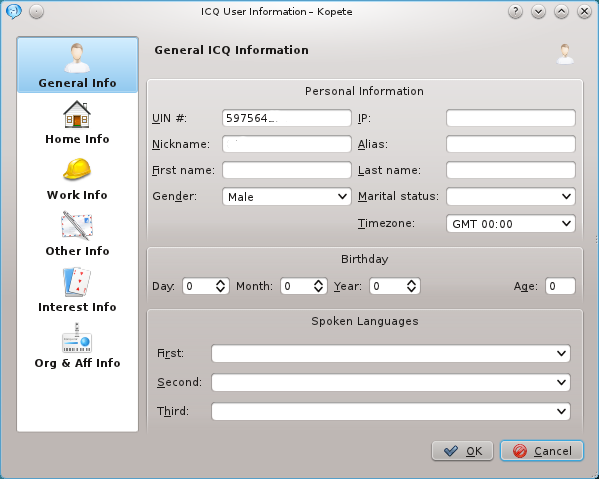 ICQ User Information – Kopete
General Info
Home Info
Work Info
Other Info
Interest Info
Org & Aff Info
General ICQ Information
Personal Information
UIN #: 597564... IP:
Nickname: Alias:
First name: Last name:
Gender: Male Marital status:
Timezone: GMT 00:00
Birthday
Day: 0 Month: 0 Year: 0 Age: 0
Spoken Languages
First:
Second:
Third:
OK Cancel